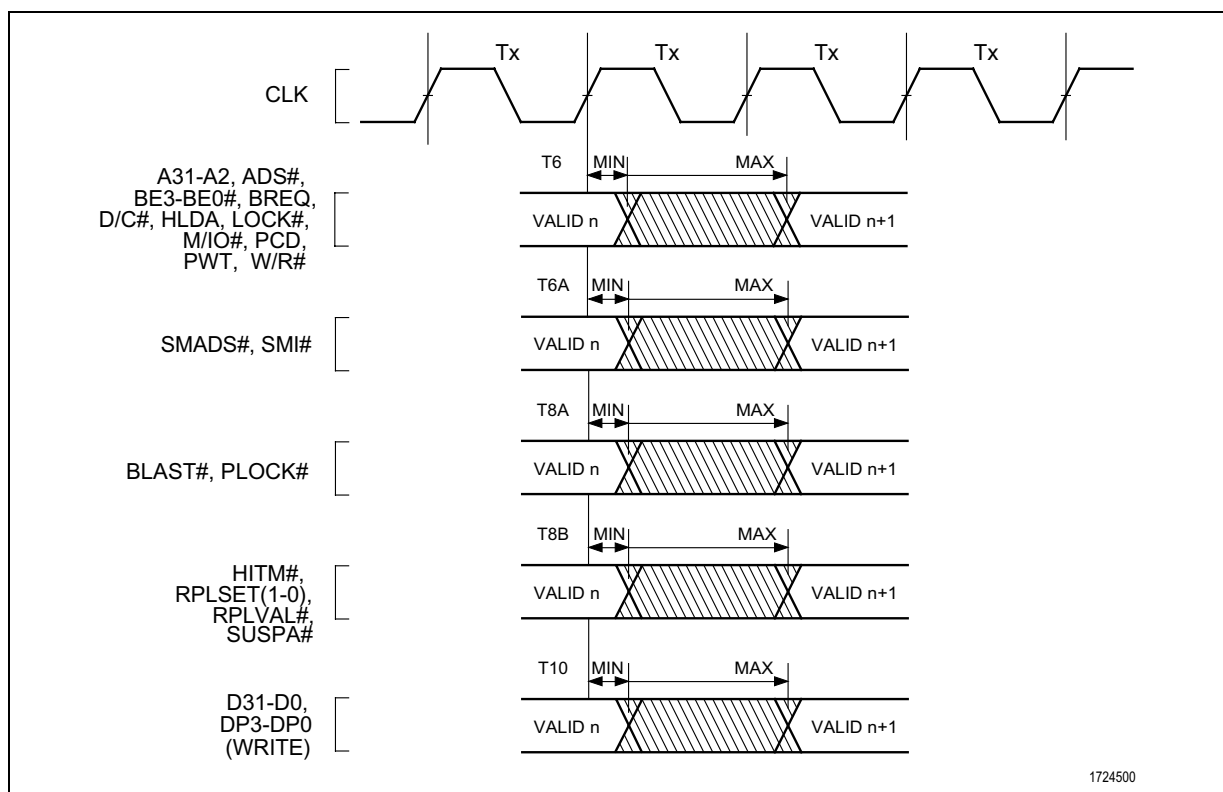 Tx Tx Tx Tx
CLK
T6 MIN MAX
A31-A2, ADS#,
BE3-BE0#, BREQ,
D/C#, HLDA, LOCK#,
M/IO#, PCD,
PWT, W/R#
VALID n VALID n+1
T6A MIN MAX
SMADS#, SMI#
VALID n VALID n+1
T8A MIN MAX
BLAST#, PLOCK#
VALID n VALID n+1
T8B MIN MAX
HITM#,
RPLSET(1-0),
RPLVAL#,
SUSPA#
VALID n VALID n+1
T10 MIN MAX
D31-D0,
DP3-DP0
(WRITE)
VALID n VALID n+1
1724500